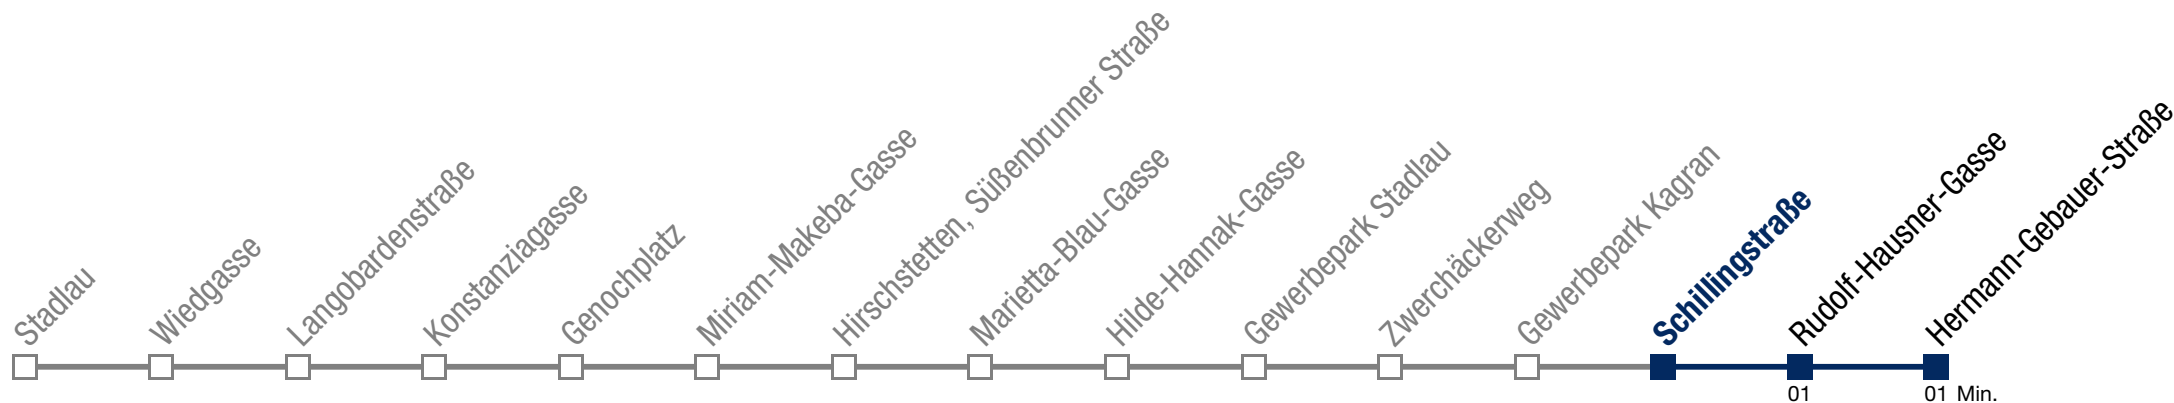 Stadlau
Wiedgasse
Langobardenstraße
Konstanziagasse
Genochplatz
Miriam-Makeba-Gasse
Hirschstetten, Süßenbrunner Straße
Marietta-Blau-Gasse
Hilde-Hannak-Gasse
Gewerbepark Stadlau
Zwerchäckerweg
Gewerbepark Kagran
Schillingstraße
Rudolf-Hausner-Gasse
Hermann-Gebauer-Straße
01 01 Min.